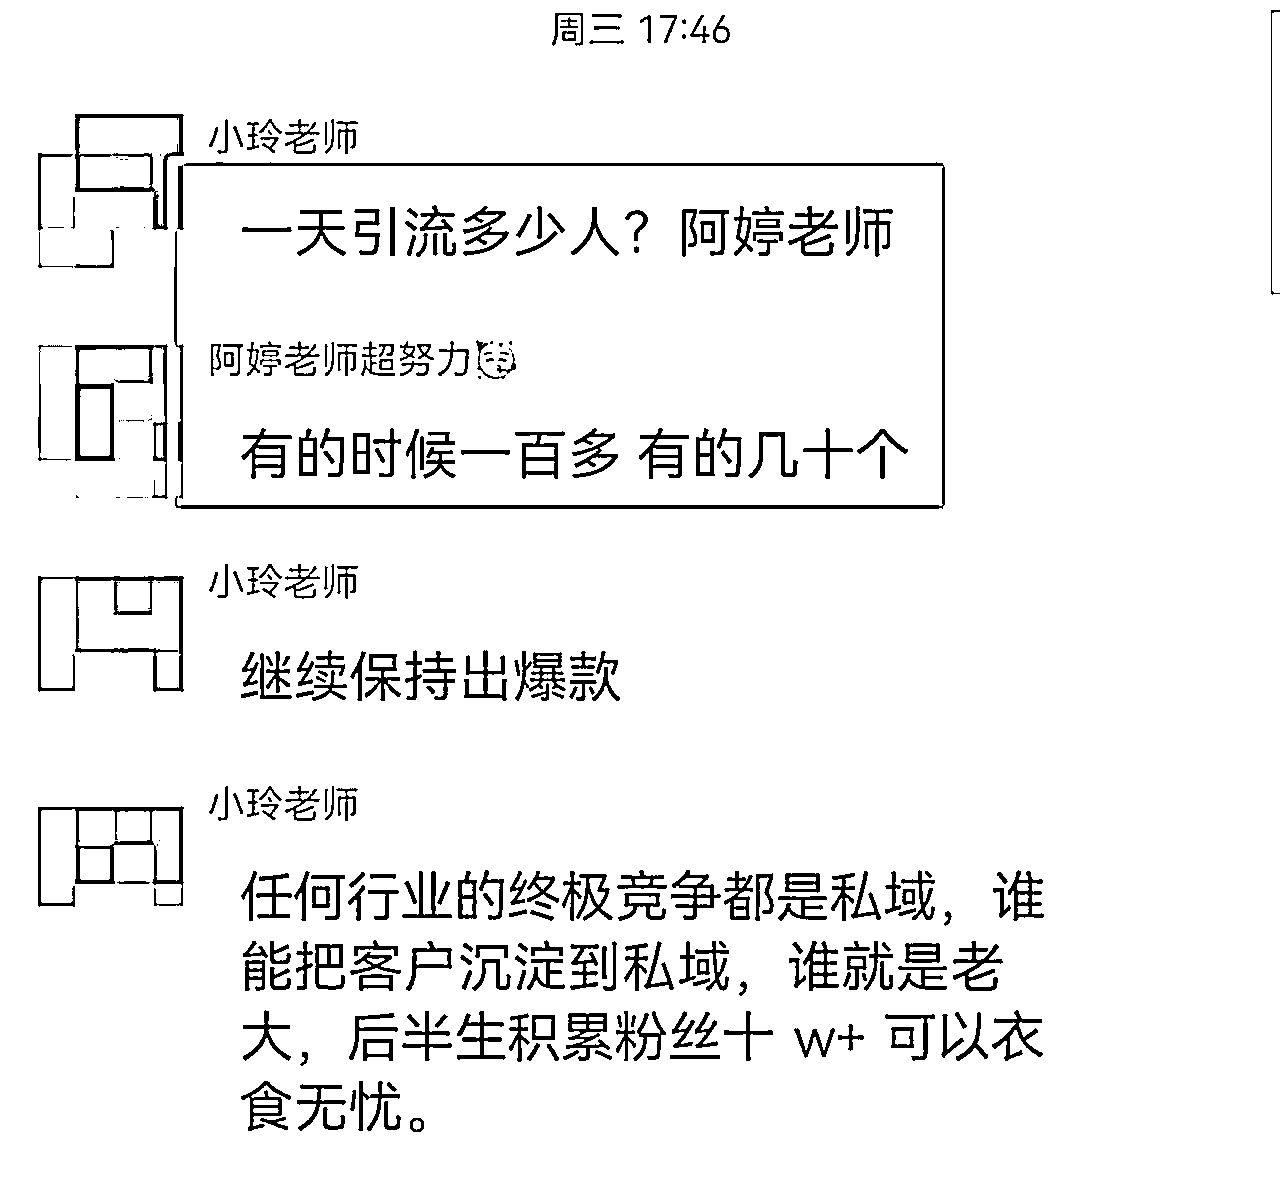 周三 17:46
小玲老师
一天引流多少人？阿婷老师
阿婷老师超努力
有的时候一百多 有的几十个
小玲老师
继续保持出爆款
小玲老师
任何行业的终极竞争都是私域，谁
能把客户沉淀到私域，谁就是老
大，后半生积累粉丝十 w+ 可以衣
食无忧。